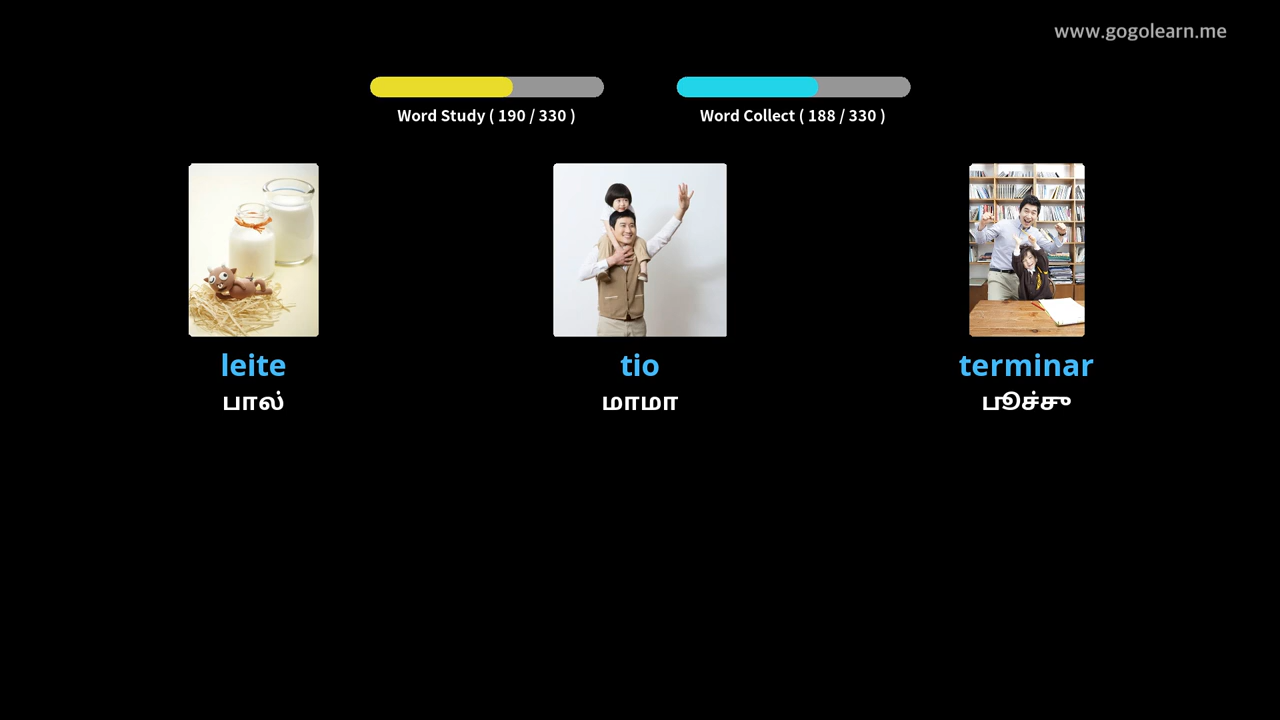 www.gogolearn.me
Word Study ( 190 / 330 )
Word Collect ( 188 / 330 )
leite
tio
terminar
பால்
மாமா
பூச்சு